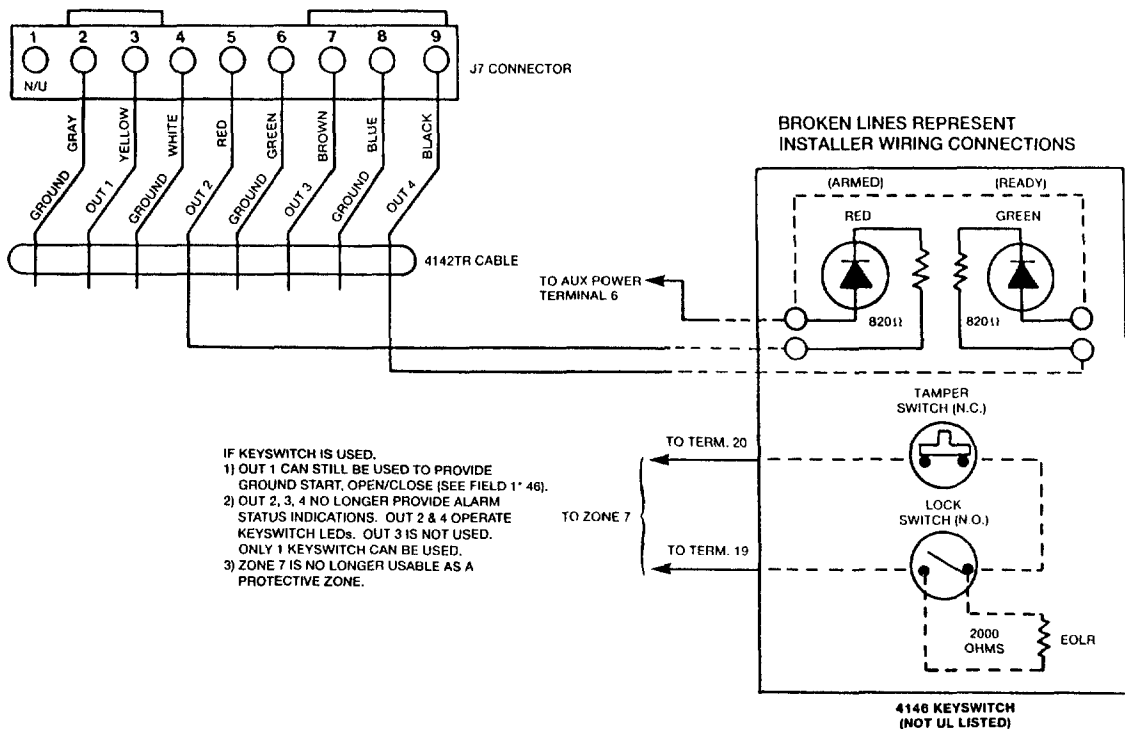 1 2 3 4 5 6 7 8 9
N/U
J7 CONNECTOR
GRAY
YELLOW
WHITE
RED
GREEN
BROWN
BLUE
BLACK
GROUND
OUT 1
GROUND
OUT 2
GROUND
OUT 3
GROUND
OUT 4
4142TR CABLE
BROKEN LINES REPRESENT
INSTALLER WIRING CONNECTIONS
(ARMED) (READY)
RED GREEN
TO AUX POWER
TERMINAL 6
820Ω 820Ω
TAMPER
SWITCH (N.C.)
TO TERM. 20
LOCK
SWITCH (N.O.)
TO ZONE 7
TO TERM. 19
2000
OHMS
EOLR
IF KEYSWITCH IS USED.
1) OUT 1 CAN STILL BE USED TO PROVIDE
GROUND START, OPEN/CLOSE (SEE FIELD 1* 46).
2) OUT 2, 3, 4 NO LONGER PROVIDE ALARM
STATUS INDICATIONS. OUT 2 & 4 OPERATE
KEYSWITCH LEDs. OUT 3 IS NOT USED.
ONLY 1 KEYSWITCH CAN BE USED.
3) ZONE 7 IS NO LONGER USABLE AS A
PROTECTIVE ZONE.
4146 KEYSWITCH
(NOT UL LISTED)